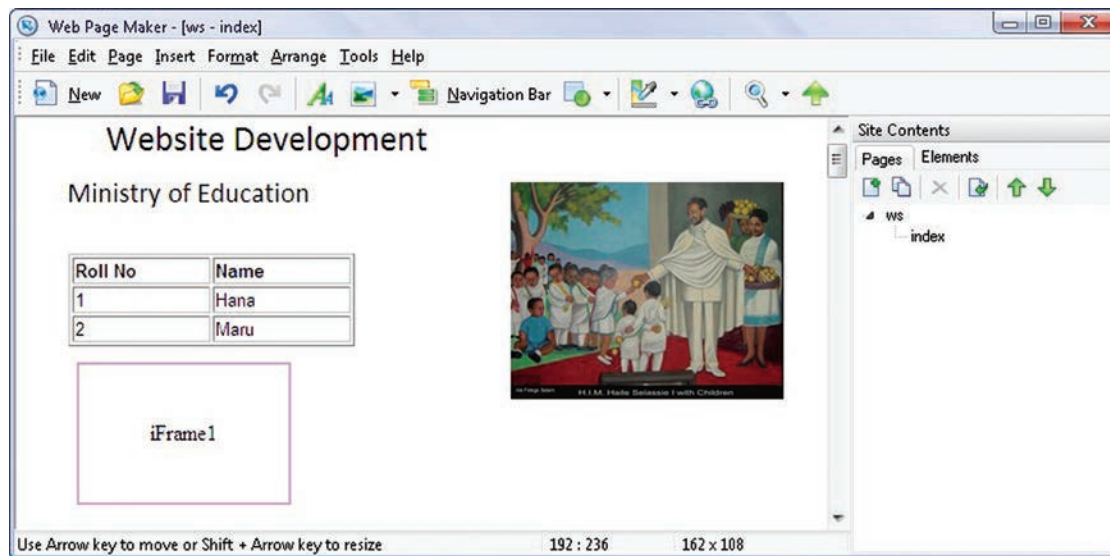 Web Page Maker - [ws - index]
File Edit Page Insert Format Arrange Tools Help
New Navigation Bar
Website Development
Ministry of Education
Roll No Name
1 Hana
2 Maru
iFrame1
H.I.M. Haile Selassie I with Children
Site Contents
Pages Elements
ws
index
Use Arrow key to move or Shift + Arrow key to resize 192 : 236 162 x 108